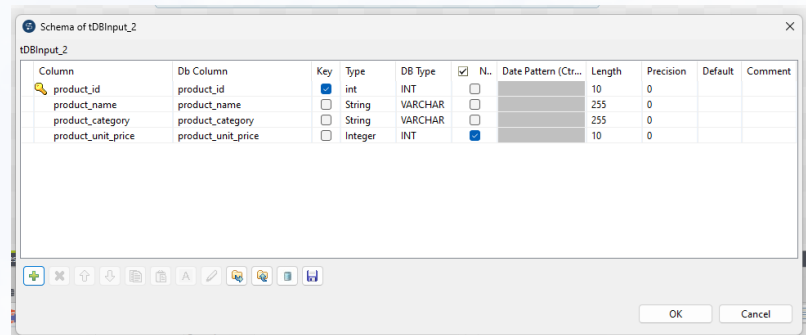 Schema of tDBInput_2
tDBInput_2
Column Db Column Key Type DB Type N.. Date Pattern (Ctr... Length Precision Default Comment
product_id product_id int INT 10 0
product_name product_name String VARCHAR 255 0
product_category product_category String VARCHAR 255 0
product_unit_price product_unit_price Integer INT 10 0
A
OK Cancel